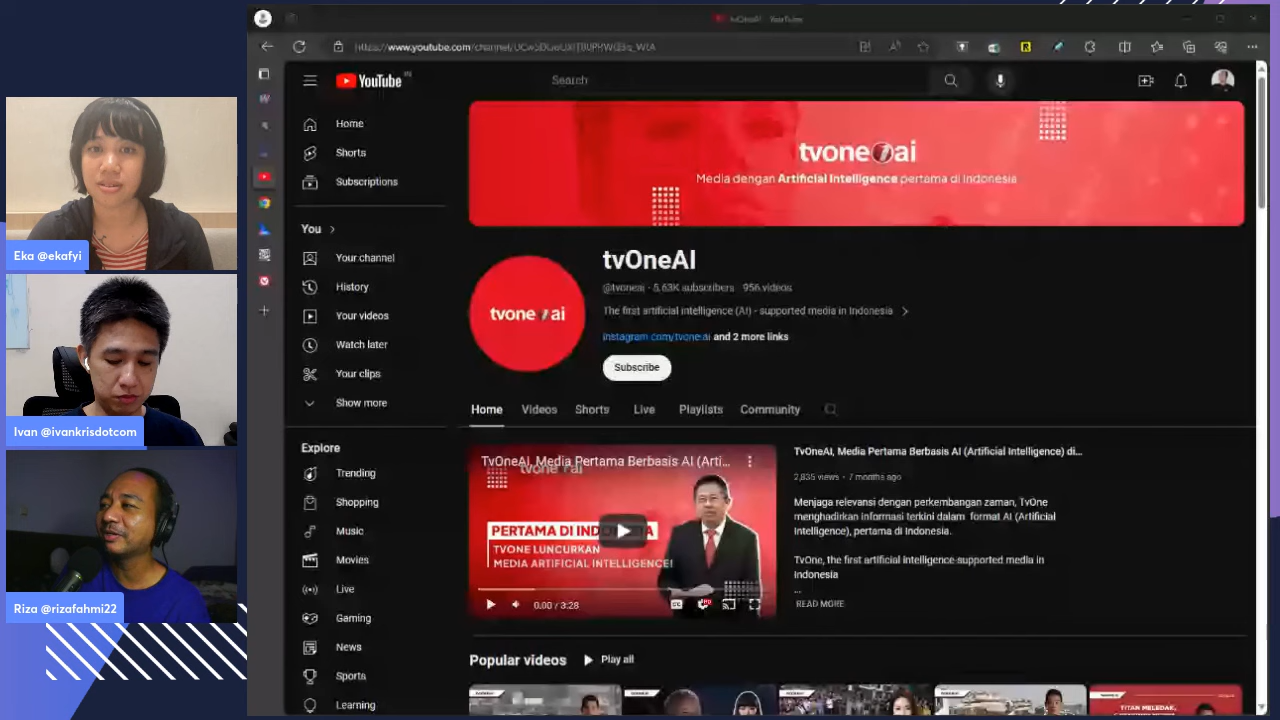 Eka @ekafyi
Ivan @ivankrisdotcom
Riza @rizafahmi22
YouTube
IN
Search
Home
Shorts
Subscriptions
You
Your channel
History
Your videos
Watch later
Your clips
Show more
Explore
Trending
Shopping
Music
Movies
Live
Gaming
News
Sports
Learning
tvone ai
Media dengan Artificial Intelligence pertama di Indonesia
tvone ai
tvOneAI
@tvoneai · 5.63K subscribers · 956 videos
The first artificial intelligence (AI) - supported media in Indonesia
instagram.com/tvone.ai and 2 more links
Subscribe
Home
Videos
Shorts
Live
Playlists
Community
TvOneAI, Media Pertama Berbasis AI (Arti...
tvone ai
PERTAMA DI INDONESIA
TVONE LUNCURKAN
MEDIA ARTIFICIAL INTELLIGENCE!
0:00 / 3:28
TvOneAI, Media Pertama Berbasis AI (Artificial Intelligence) di...
2,835 views · 7 months ago
Menjaga relevansi dengan perkembangan zaman, TvOne
menghadirkan informasi terkini dalam format AI (Artificial
Intelligence), pertama di Indonesia.
TvOne, the first artificial intelligence-supported media in
Indonesia
...
READ MORE
Popular videos
Play all
TITAN MELEDAK,